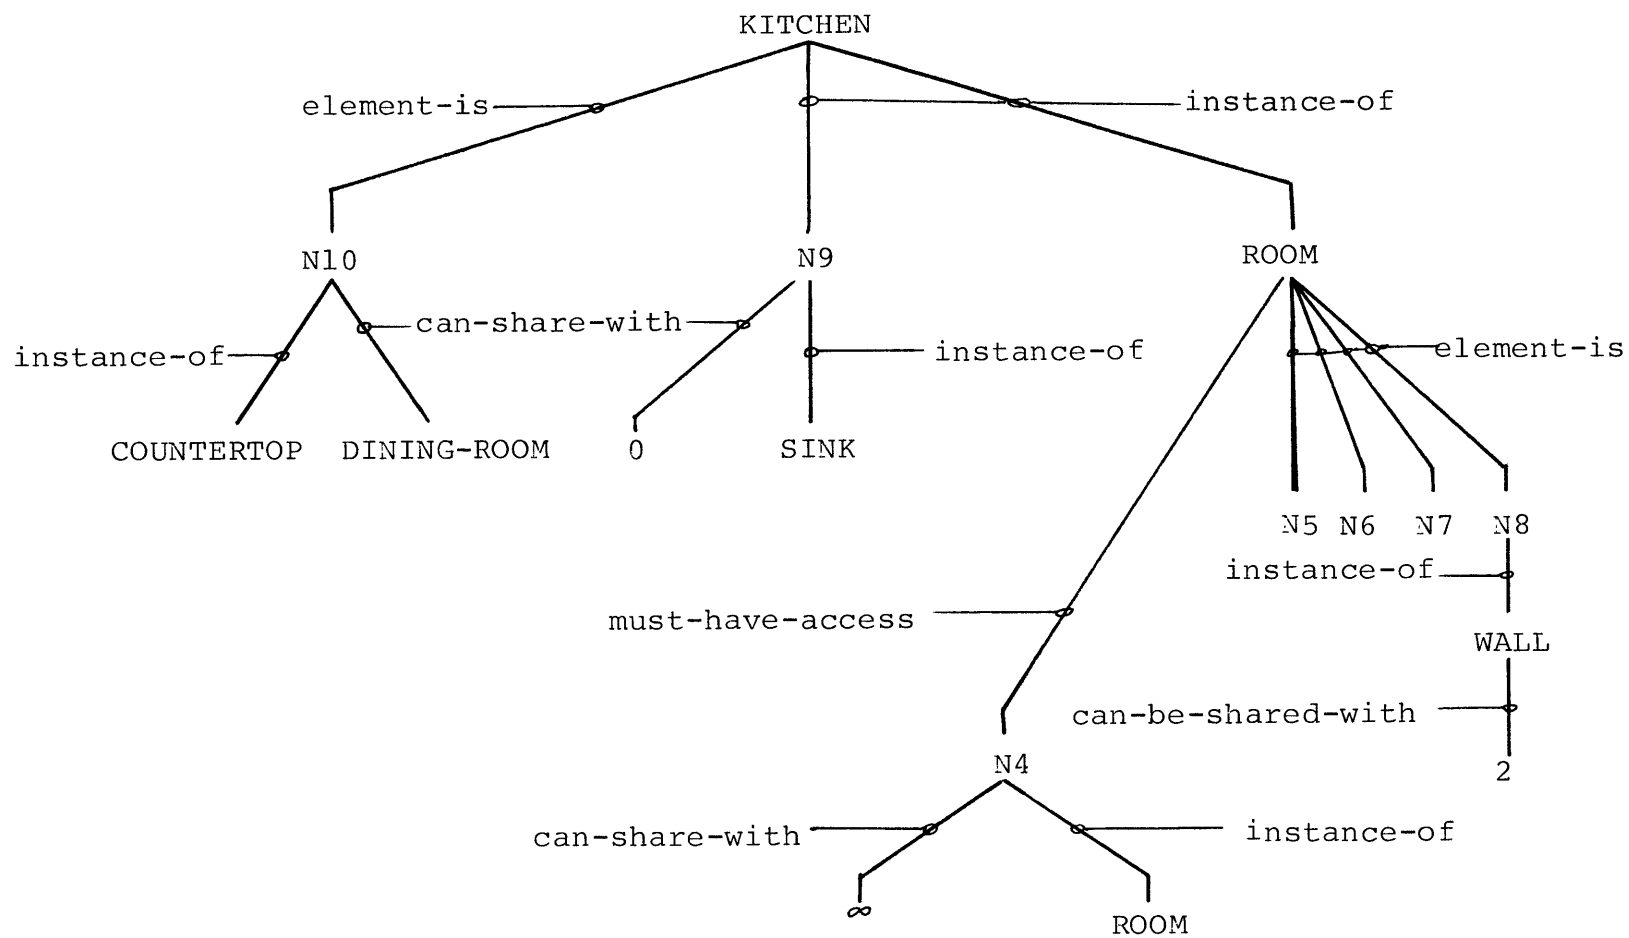 KITCHEN
element-is instance-of
N10 N9 ROOM
can-share-with
instance-of instance-of element-is
COUNTERTOP DINING-ROOM 0 SINK
N5 N6 N7 N8
instance-of
must-have-access
WALL
can-be-shared-with
N4 2
can-share-with instance-of
∞ ROOM